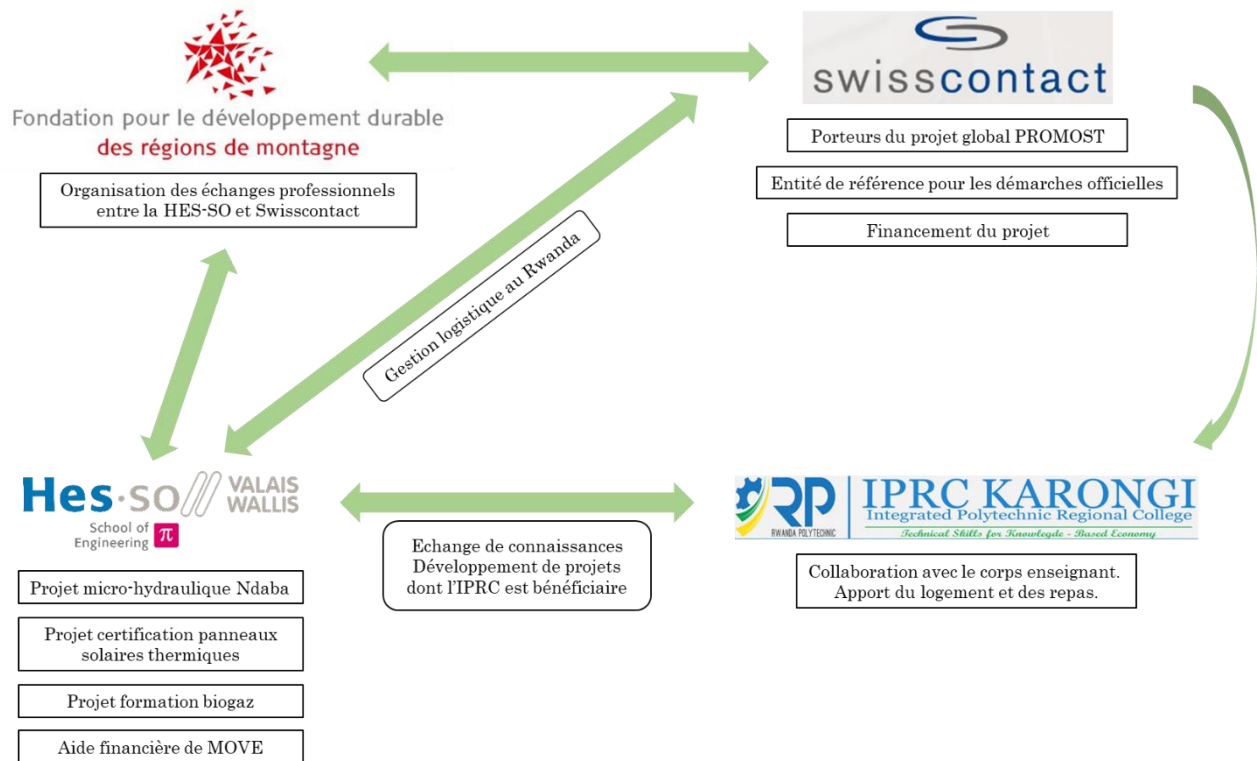 Fondation pour le développement durable
des régions de montagne
Organisation des échanges professionnels
entre la HES-SO et Swisscontact
swisscontact
Porteurs du projet global PROMOST
Entité de référence pour les démarches officielles
Financement du projet
Gestion logistique au Rwanda
Hes·so VALAIS
WALLIS
School of
Engineering π
Projet micro-hydraulique Ndaba
Projet certification panneaux
solaires thermiques
Projet formation biogaz
Aide financière de MOVE
Echange de connaissances
Développement de projets
dont l'IPRC est bénéficiaire
RP
RWANDA POLYTECHNIC
IPRC KARONGI
Integrated Polytechnic Regional College
Technical Skills for Knowlegde - Based Economy
Collaboration avec le corps enseignant.
Apport du logement et des repas.